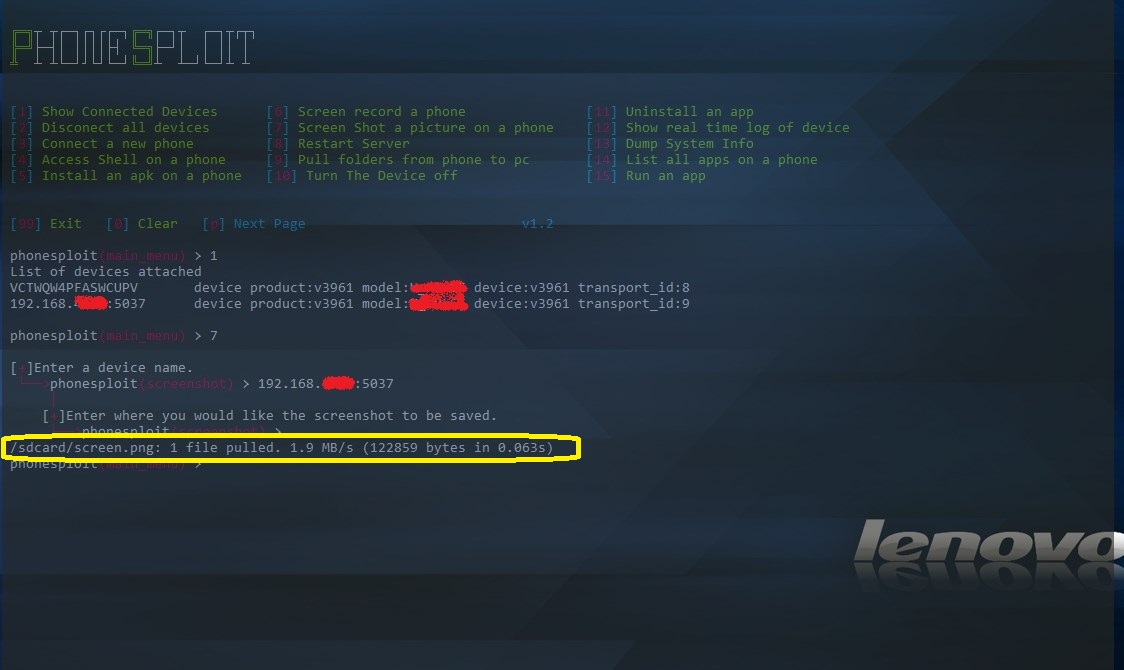 PHONESPLOIT
[1] Show Connected Devices [6] Screen record a phone [11] Uninstall an app
[2] Disconect all devices [7] Screen Shot a picture on a phone [12] Show real time log of device
[3] Connect a new phone [8] Restart Server [13] Dump System Info
[4] Access Shell on a phone [9] Pull folders from phone to pc [14] List all apps on a phone
[5] Install an apk on a phone [10] Turn The Device off [15] Run an app
[99] Exit [0] Clear [p] Next Page v1.2
phonesploit(main_menu) > 1
List of devices attached
VCTWQW4PFASWCUPV device product:v3961 model: device:v3961 transport_id:8
192.168. :5037 device product:v3961 model: device:v3961 transport_id:9
phonesploit(main_menu) > 7
[+]Enter a device name.
phonesploit(screenshot) > 192.168. :5037
[+]Enter where you would like the screenshot to be saved.
phonesploit(screenshot) >
/sdcard/screen.png: 1 file pulled. 1.9 MB/s (122859 bytes in 0.063s)
phonesploit(main_menu) >
lenovo